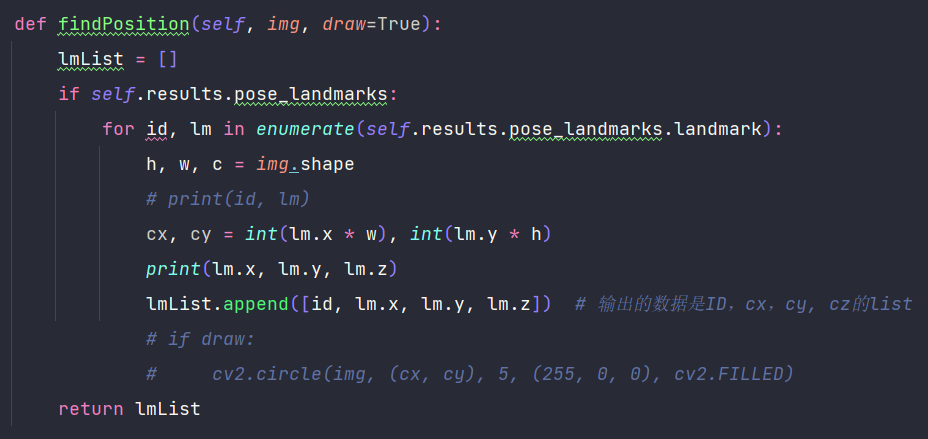 def findPosition(self, img, draw=True):
    lmList = []
    if self.results.pose_landmarks:
        for id, lm in enumerate(self.results.pose_landmarks.landmark):
            h, w, c = img.shape
            # print(id, lm)
            cx, cy = int(lm.x * w), int(lm.y * h)
            print(lm.x, lm.y, lm.z)
            lmList.append([id, lm.x, lm.y, lm.z])  # 输出的数据是ID，cx，cy, cz的list
            # if draw:
            #     cv2.circle(img, (cx, cy), 5, (255, 0, 0), cv2.FILLED)
    return lmList